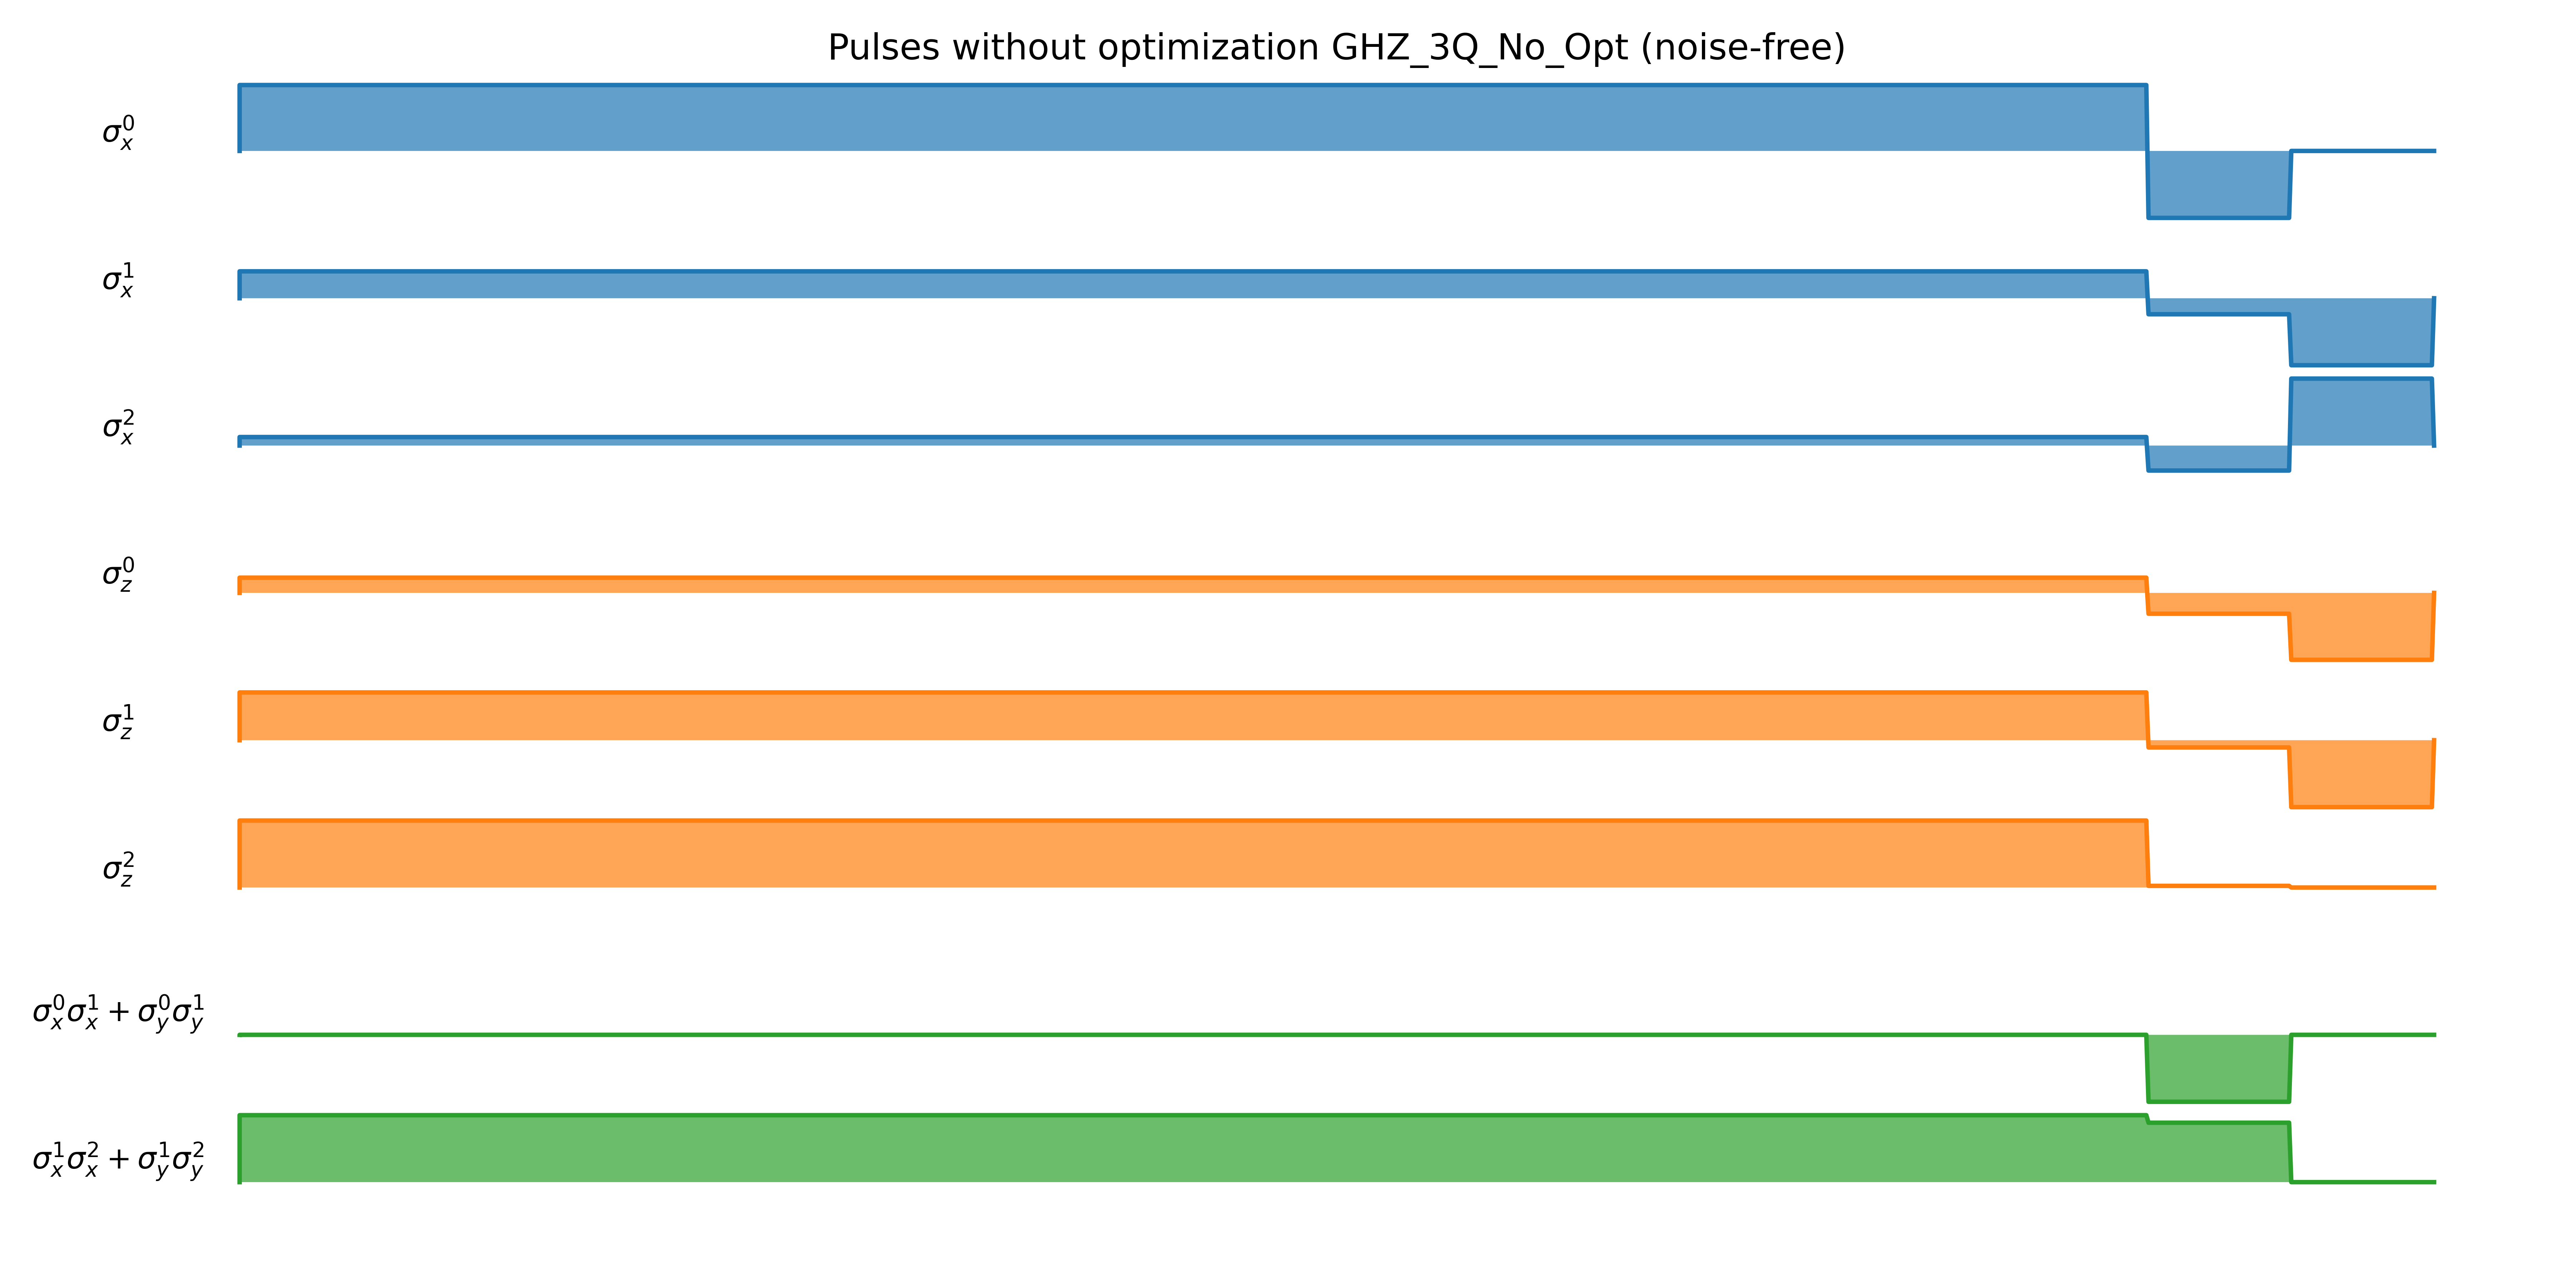 Pulses without optimization GHZ_3Q_No_Opt (noise-free)
σ_x^0
σ_x^1
σ_x^2
σ_z^0
σ_z^1
σ_z^2
σ_x^0σ_x^1 + σ_y^0σ_y^1
σ_x^1σ_x^2 + σ_y^1σ_y^2